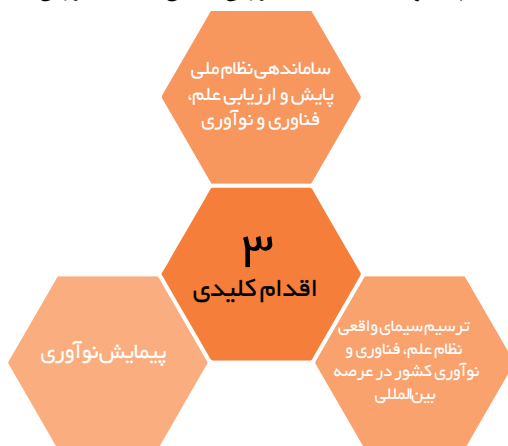 ساماندهی نظام ملی
پایش و ارزیابی علم،
فناوری و نوآوری
۳
اقدام کلیدی
ترسیم سیمای واقعی
نظام علم، فناوری و
نوآوری کشور در عرصه
بین‌المللی
پیمایش نوآوری